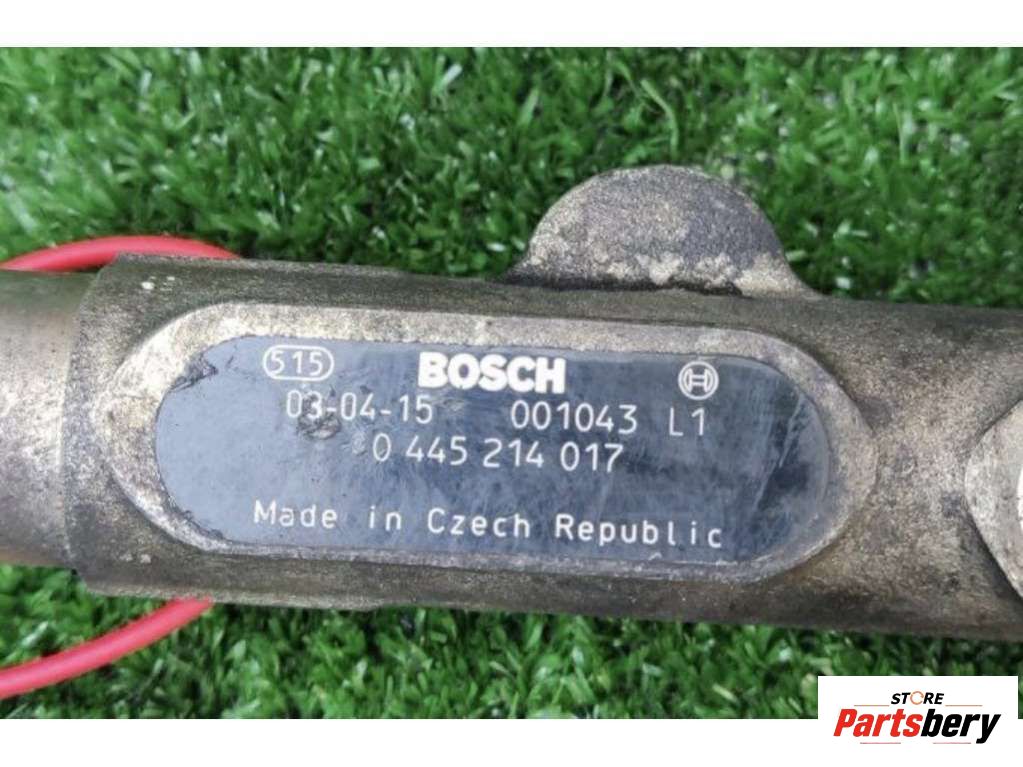 515 BOSCH
03-04-15 001043 L1
0 445 214 017
Made in Czech Republic
STORE
Partsbery